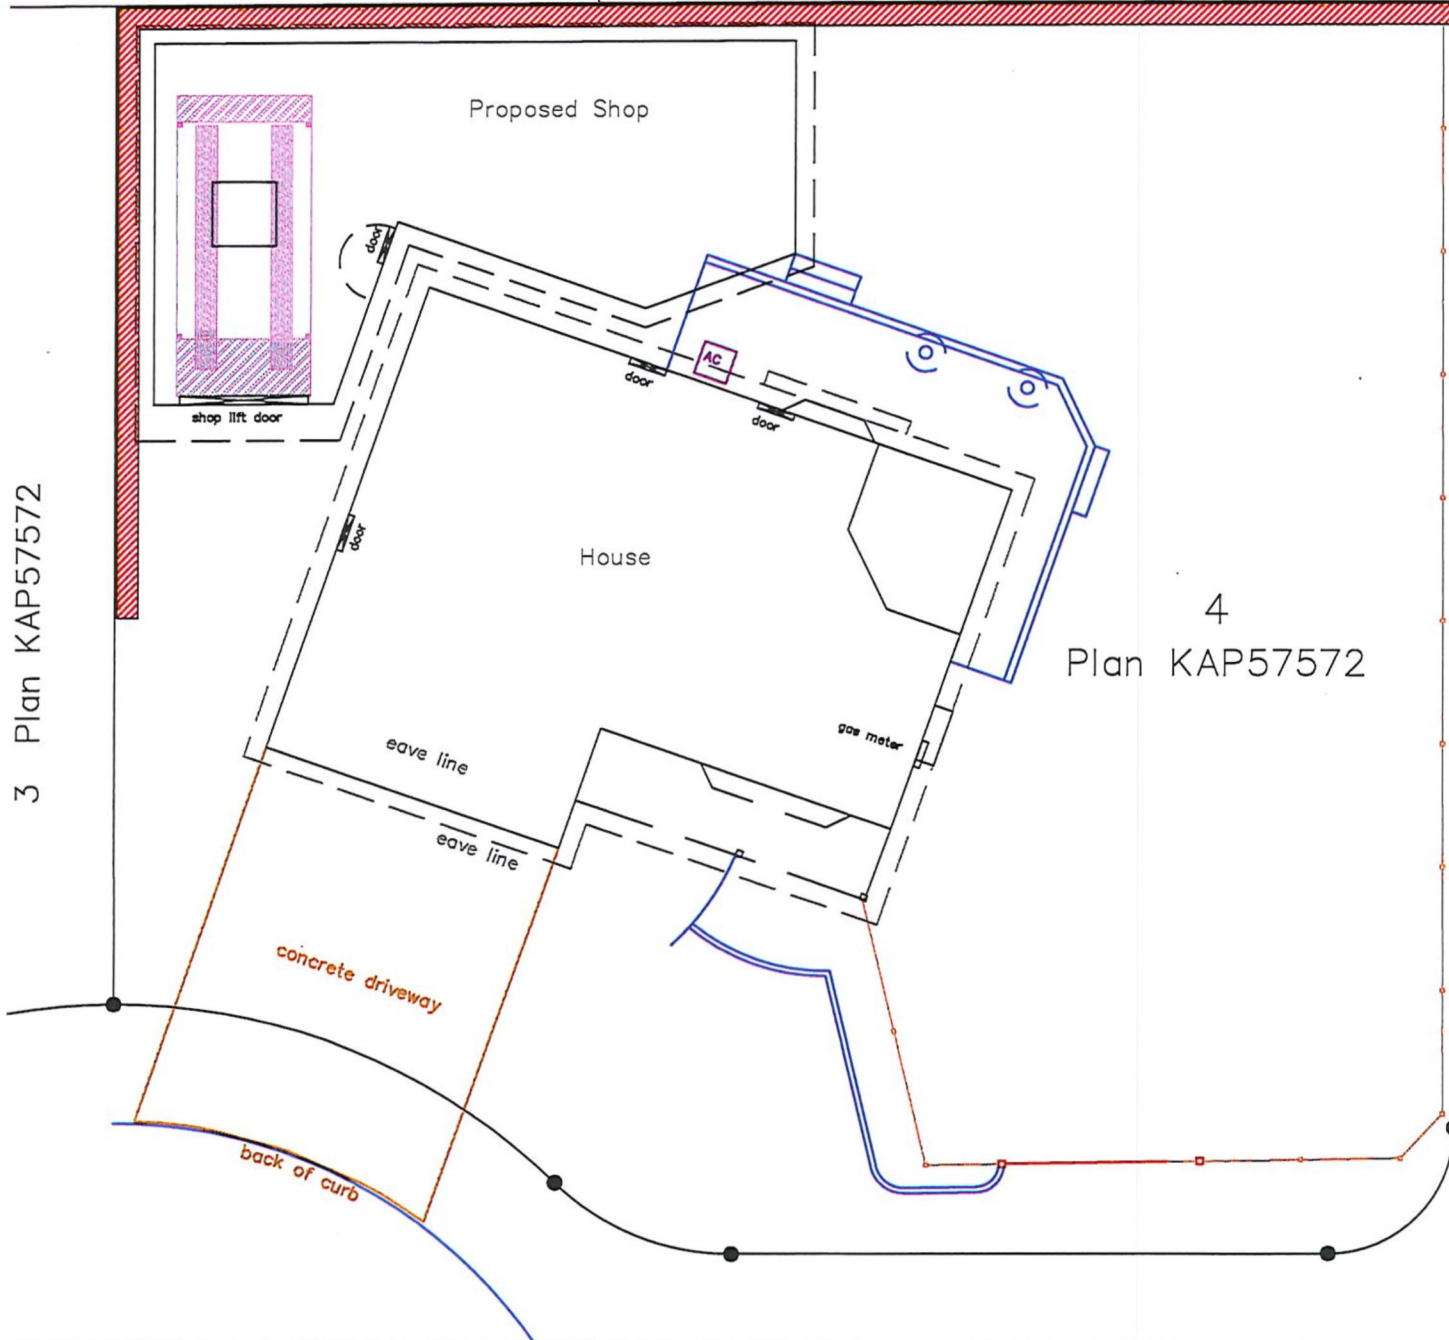 Proposed Shop
door
AC
door
door
shop lift door
door
3 Plan KAP57572
House
4
Plan KAP57572
gas meter
eave line
eave line
concrete driveway
back of curb